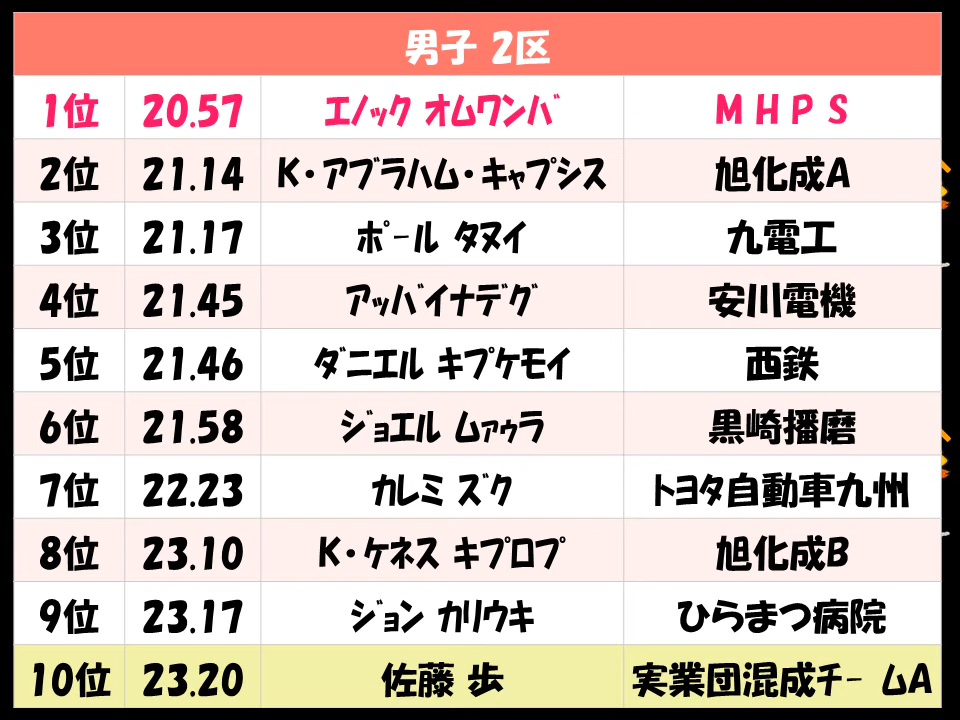 男子 2区
1位 20.57 エノック オムワンバ MHPS
2位 21.14 K・アブラハム・キャプシス 旭化成A
3位 21.17 ポール タヌイ 九電工
4位 21.45 アッバイナデグ 安川電機
5位 21.46 ダニエル キプケモイ 西鉄
6位 21.58 ジョエル ムァゥラ 黒崎播磨
7位 22.23 カレミ ズク トヨタ自動車九州
8位 23.10 K・ケネス キプロプ 旭化成B
9位 23.17 ジョン カリウキ ひらまつ病院
10位 23.20 佐藤 歩 実業団混成チームA